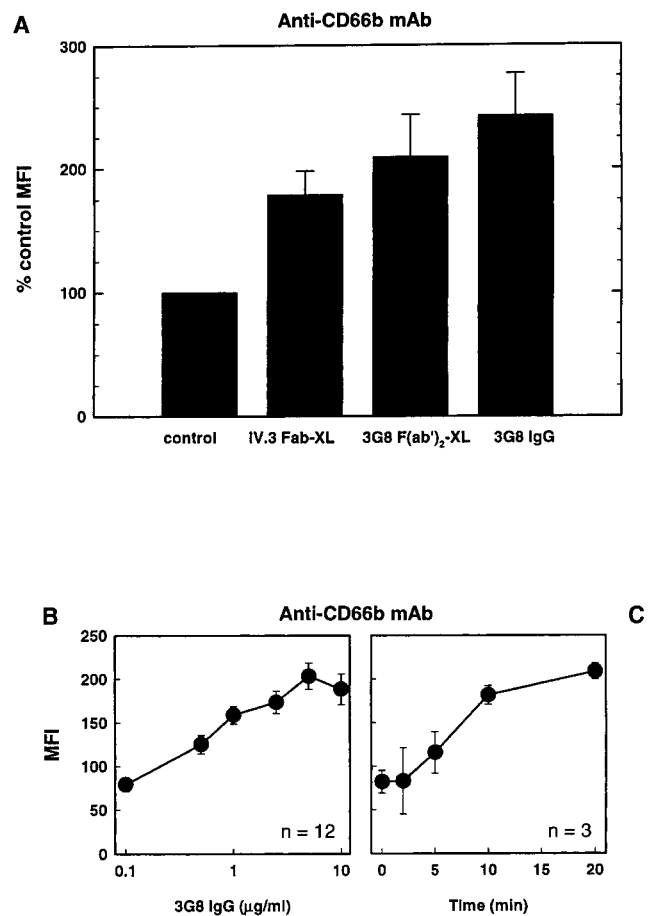 A
Anti-CD66b mAb
300
200
100
0
% control MFI
control IV.3 Fab-XL 3G8 F(ab')₂-XL 3G8 IgG
B Anti-CD66b mAb C
250
200
150
100
50
0
MFI
n = 12 n = 3
0.1 1 10 0 5 10 15 20
3G8 IgG (μg/ml) Time (min)